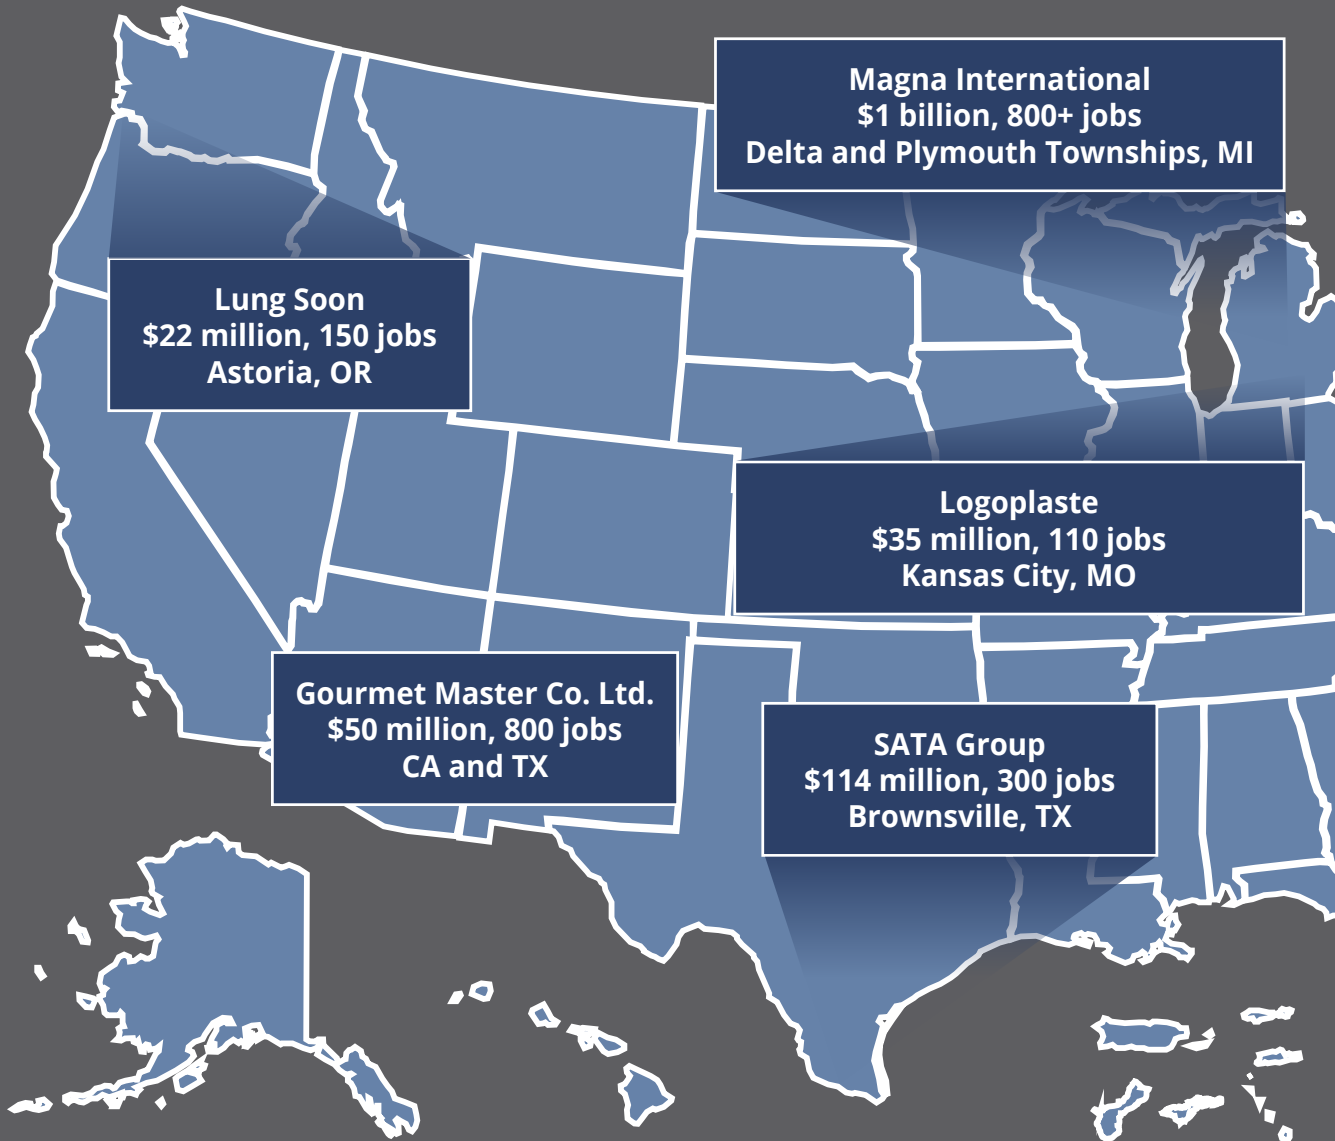 Magna International
$1 billion, 800+ jobs
Delta and Plymouth Townships, MI
Lung Soon
$22 million, 150 jobs
Astoria, OR
Logoplaste
$35 million, 110 jobs
Kansas City, MO
Gourmet Master Co. Ltd.
$50 million, 800 jobs
CA and TX
SATA Group
$114 million, 300 jobs
Brownsville, TX